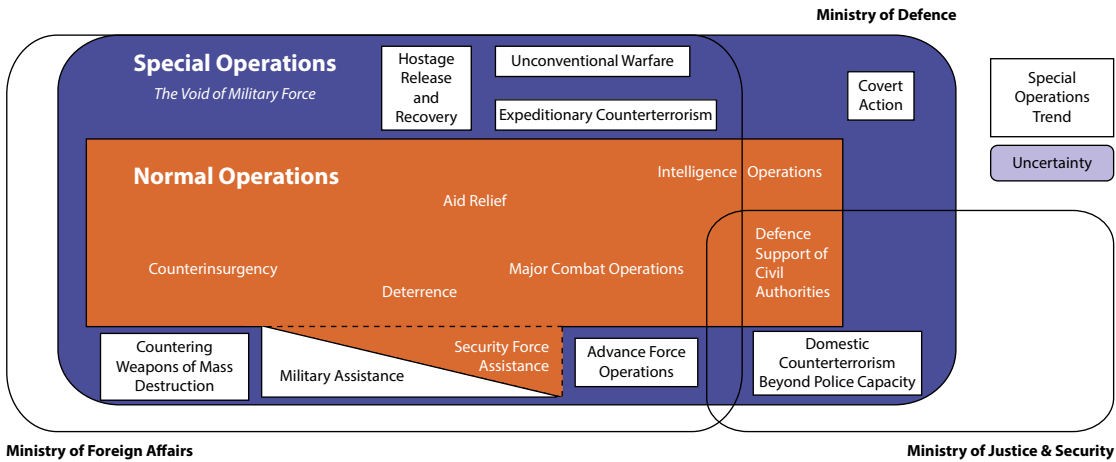 Ministry of Defence
Special Operations
The Void of Military Force
Hostage
Release
and
Recovery
Unconventional Warfare
Expeditionary Counterterrorism
Covert
Action
Special
Operations
Trend
Uncertainty
Normal Operations
Intelligence Operations
Aid Relief
Counterinsurgency
Deterrence
Major Combat Operations
Defence
Support of
Civil
Authorities
Countering
Weapons of Mass
Destruction
Military Assistance
Security Force
Assistance
Advance Force
Operations
Domestic
Counterterrorism
Beyond Police Capacity
Ministry of Foreign Affairs
Ministry of Justice & Security